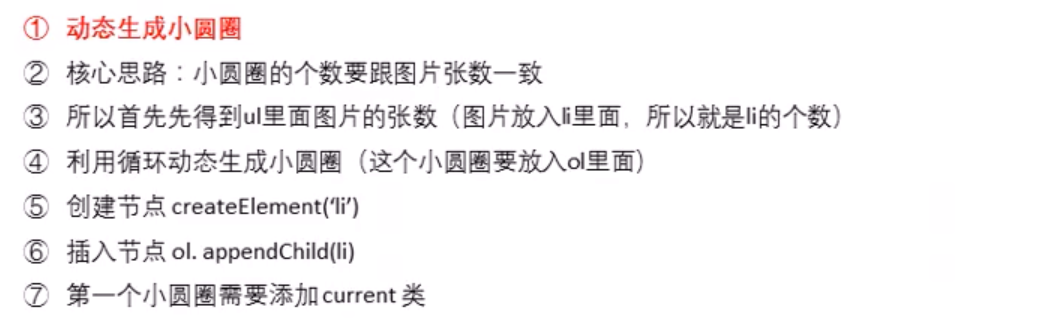 ① 动态生成小圆圈
② 核心思路：小圆圈的个数要跟图片张数一致
③ 所以首先先得到ul里面图片的张数（图片放入li里面，所以就是li的个数）
④ 利用循环动态生成小圆圈（这个小圆圈要放入ol里面）
⑤ 创建节点 createElement(‘li’)
⑥ 插入节点 ol. appendChild(li)
⑦ 第一个小圆圈需要添加 current 类